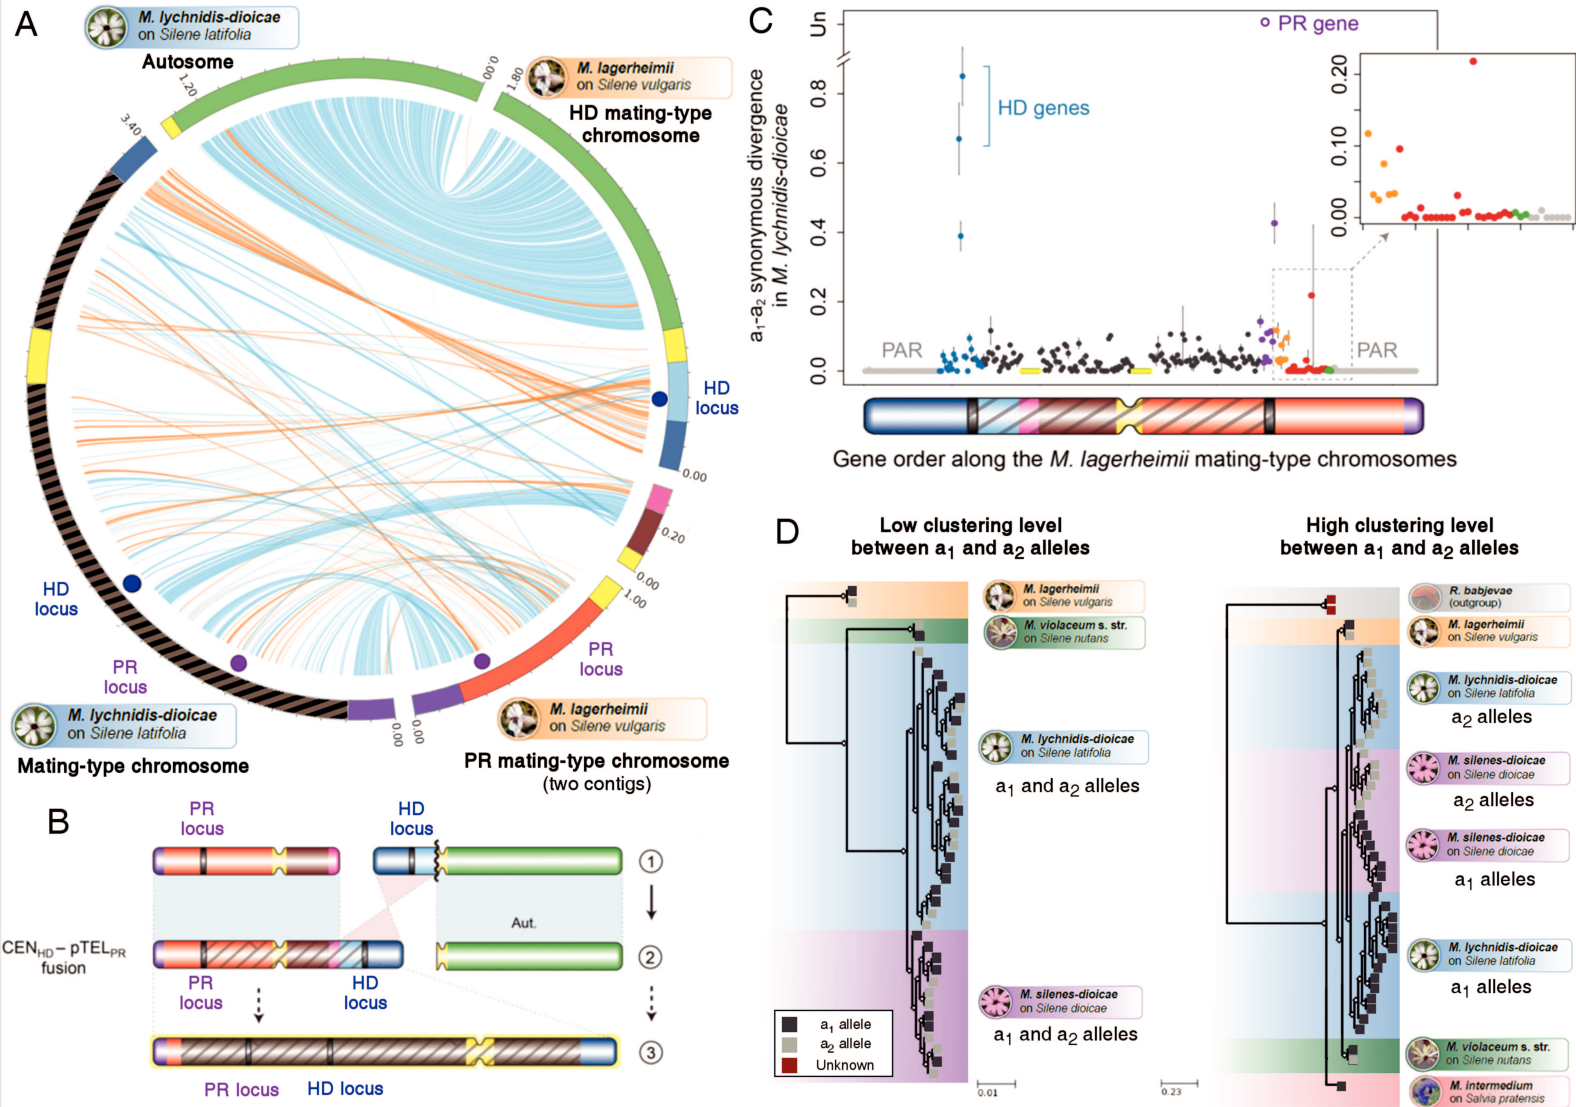 A
M. lychnidis-dioicae
on Silene latifolia
Autosome
M. lagerheimii
on Silene vulgaris
HD mating-type
chromosome
1.20
0.00
1.80
3.40
HD
locus
0.00
0.20
0.00
1.00
HD
locus
PR
locus
PR
locus
0.00
0.00
M. lychnidis-dioicae
on Silene latifolia
Mating-type chromosome
M. lagerheimii
on Silene vulgaris
PR mating-type chromosome
(two contigs)
B
PR
locus
HD
locus
1
Aut.
CENHD – pTELPR
fusion
2
PR
locus
HD
locus
3
PR locus
HD locus
C
a1-a2 synonymous divergence
in M. lychnidis-dioicae
Un
0.8
0.6
0.4
0.2
0.0
PR gene
HD genes
PAR
PAR
0.20
0.10
0.00
Gene order along the M. lagerheimii mating-type chromosomes
D
Low clustering level
between a1 and a2 alleles
M. lagerheimii
on Silene vulgaris
M. violaceum s. str.
on Silene nutans
M. lychnidis-dioicae
on Silene latifolia
a1 and a2 alleles
M. silenes-dioicae
on Silene dioicae
a1 and a2 alleles
a1 allele
a2 allele
Unknown
0.01
High clustering level
between a1 and a2 alleles
R. babjevae
(outgroup)
M. lagerheimii
on Silene vulgaris
M. lychnidis-dioicae
on Silene latifolia
a2 alleles
M. silenes-dioicae
on Silene dioicae
a2 alleles
M. silenes-dioicae
on Silene dioicae
a1 alleles
M. lychnidis-dioicae
on Silene latifolia
a1 alleles
M. violaceum s. str.
on Silene nutans
M. intermedium
on Salvia pratensis
0.23